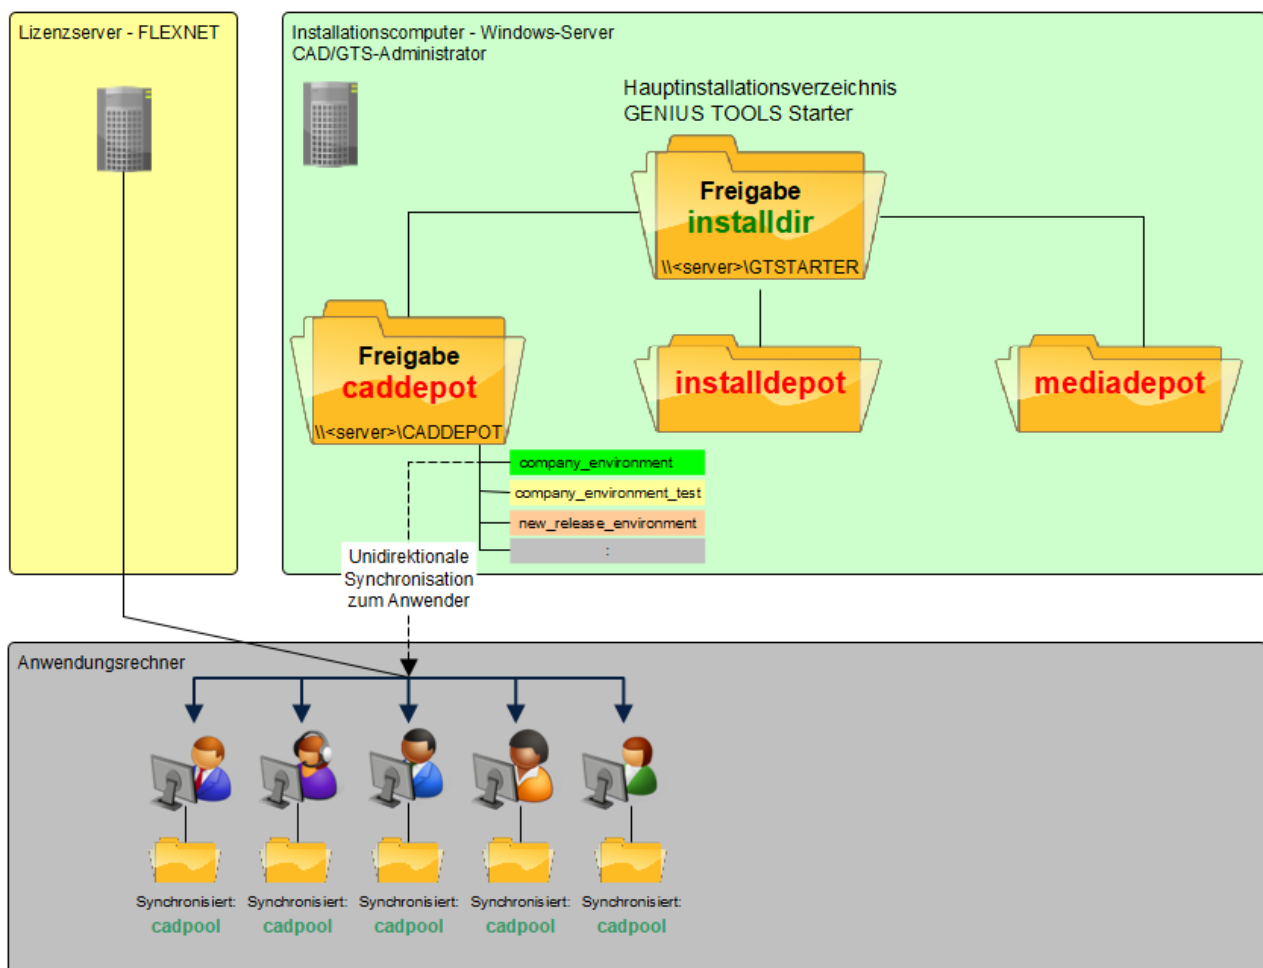 Lizenzserver - FLEXNET
Installationscomputer - Windows-Server
CAD/GTS-Administrator
Hauptinstallationsverzeichnis
GENIUS TOOLS Starter
Freigabe
installdir
\\<server>\GTSTARTER
Freigabe
caddepot
\\<server>\CADDEPOT
installdepot
mediadepot
company_environment
company_environment_test
new_release_environment
:
Unidirektionale
Synchronisation
zum Anwender
Anwendungsrechner
Synchronisiert: Synchronisiert: Synchronisiert: Synchronisiert: Synchronisiert:
cadpool cadpool cadpool cadpool cadpool